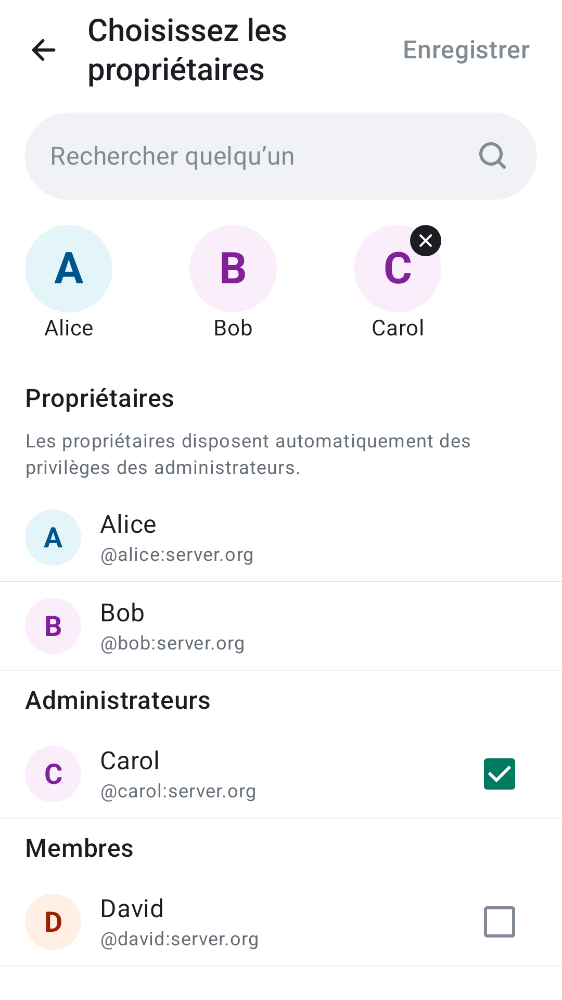 Choisissez les
propriétaires
Enregistrer
Rechercher quelqu’un
A
B
C
Alice
Bob
Carol
Propriétaires
Les propriétaires disposent automatiquement des
privilèges des administrateurs.
A
Alice
@alice:server.org
B
Bob
@bob:server.org
Administrateurs
C
Carol
@carol:server.org
Membres
D
David
@david:server.org